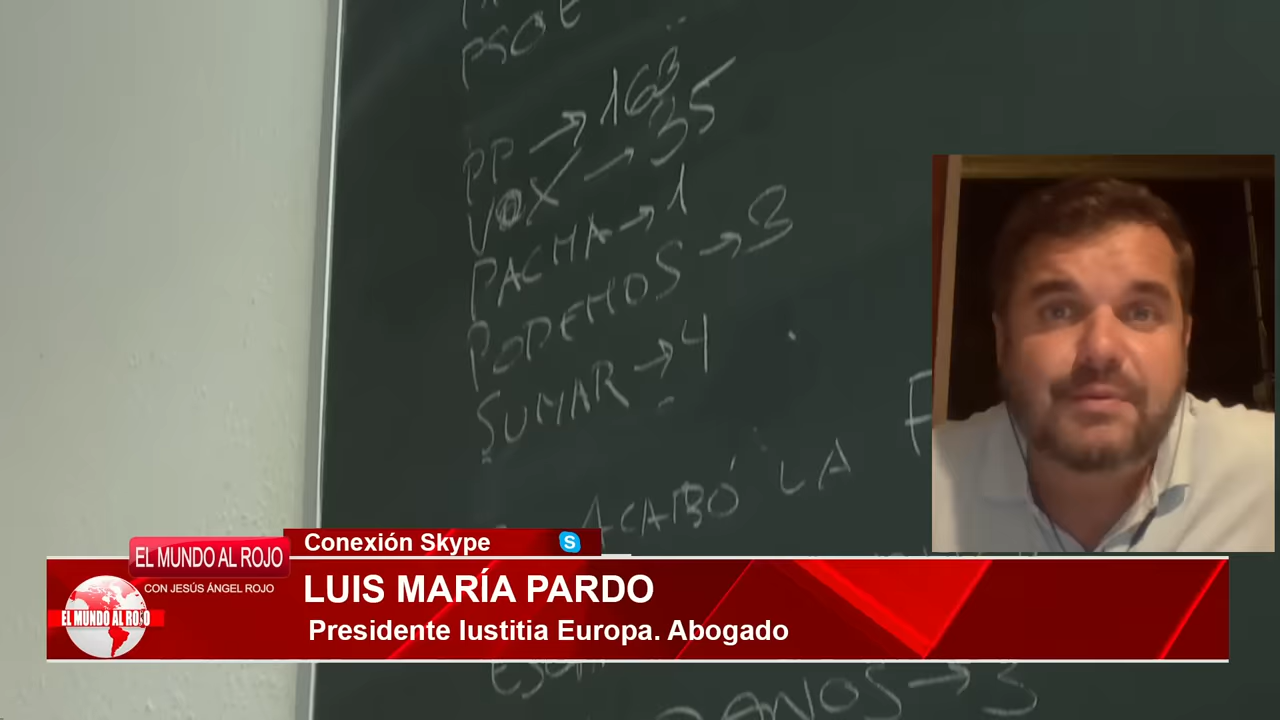 PSOE
PP → 163
VOX → 35
PACMA → 1
PODEMOS → 3
SUMAR → 4
ACABÓ LA
Conexión Skype
EL MUNDO AL ROJO
CON JESÚS ÁNGEL ROJO
EL MUNDO AL ROJO
LUIS MARÍA PARDO
Presidente Iustitia Europa. Abogado
→ 3